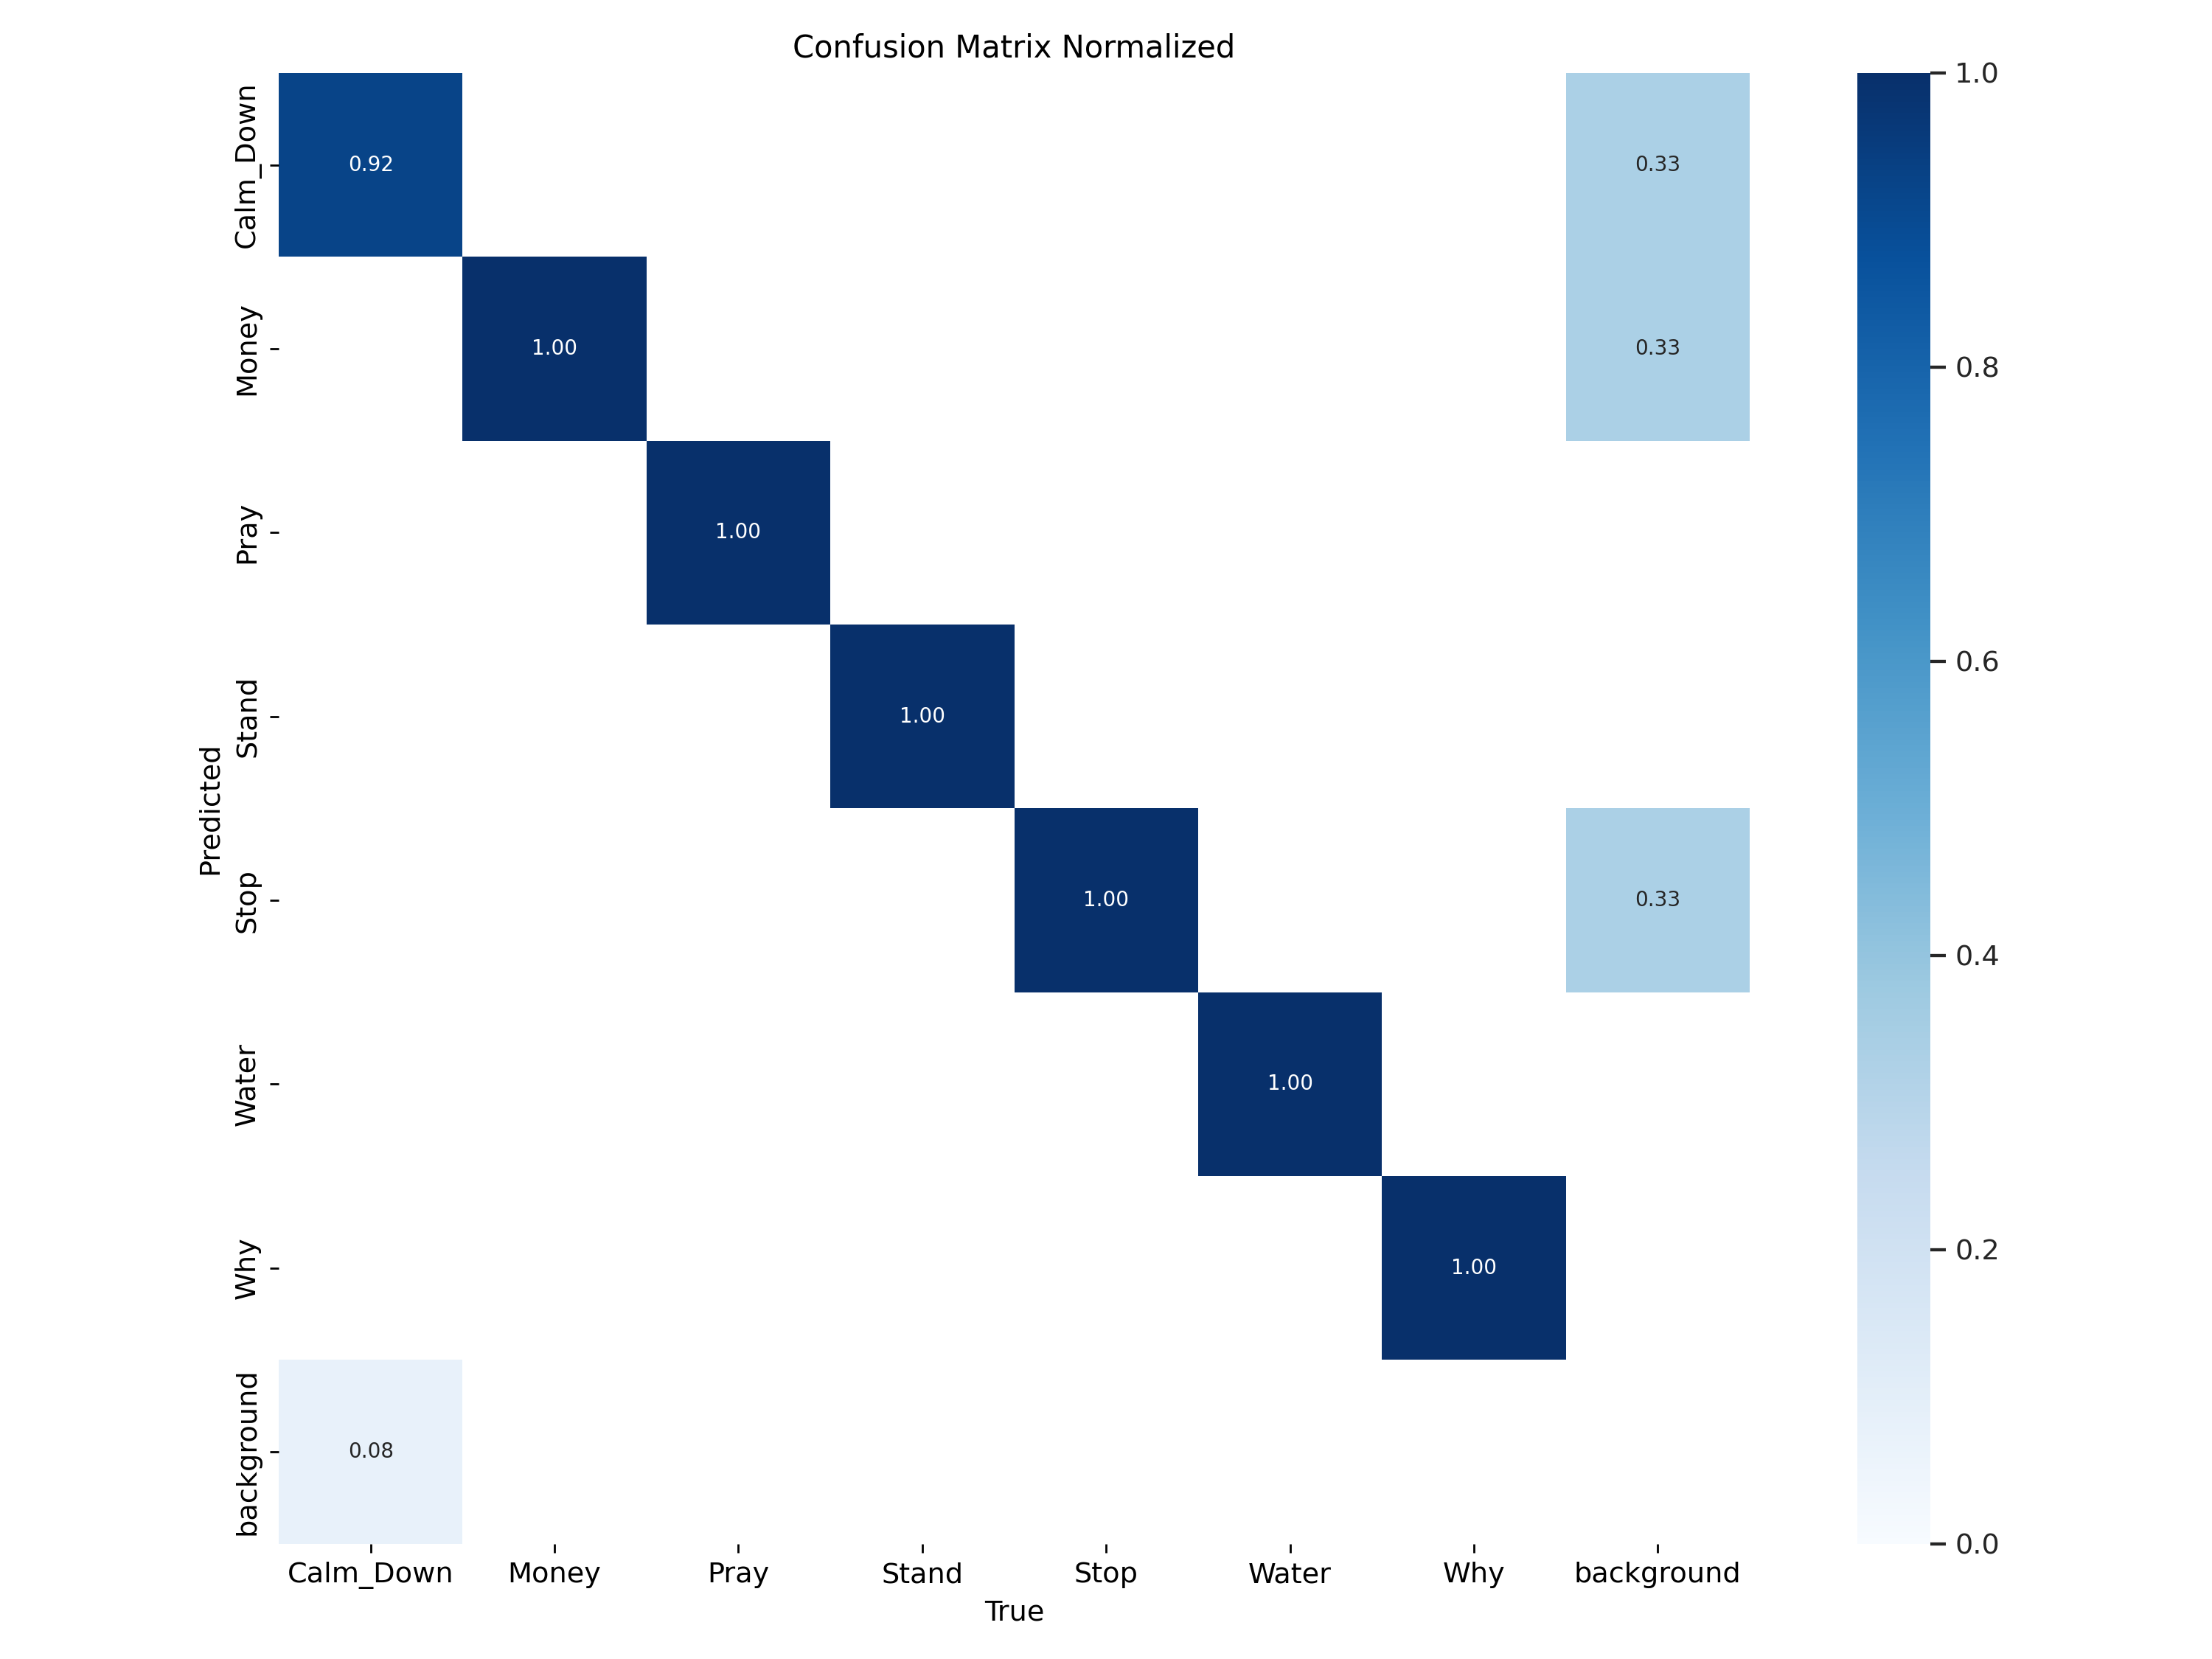 Confusion Matrix Normalized
Calm_Down
0.92
0.33
Money
1.00
0.33
Pray
1.00
Stand
1.00
Stop
1.00
0.33
Water
1.00
Why
1.00
background
0.08
Predicted
Calm_Down Money Pray Stand Stop Water Why background
True
1.0
0.8
0.6
0.4
0.2
0.0